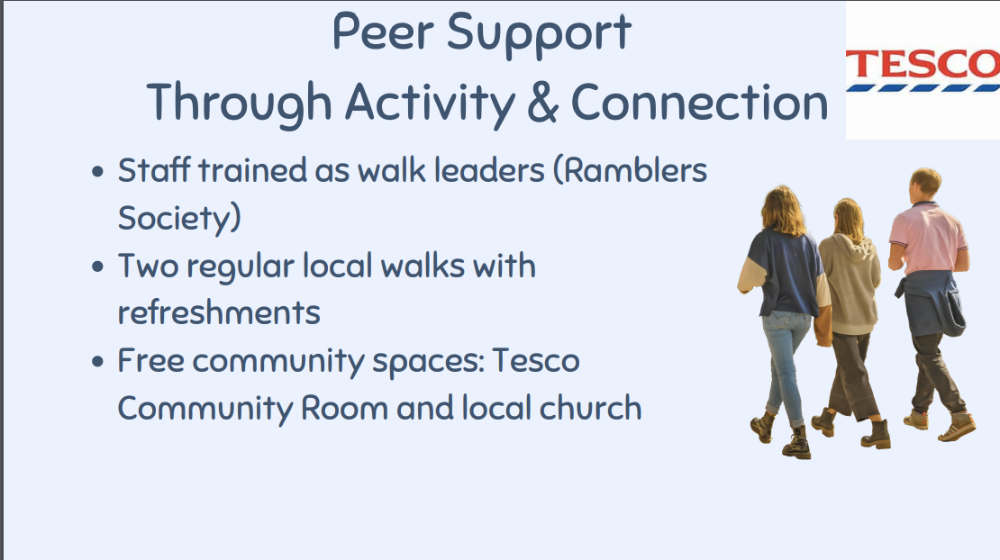 Peer Support
Through Activity & Connection
TESCO
• Staff trained as walk leaders (Ramblers
Society)
• Two regular local walks with
refreshments
• Free community spaces: Tesco
Community Room and local church